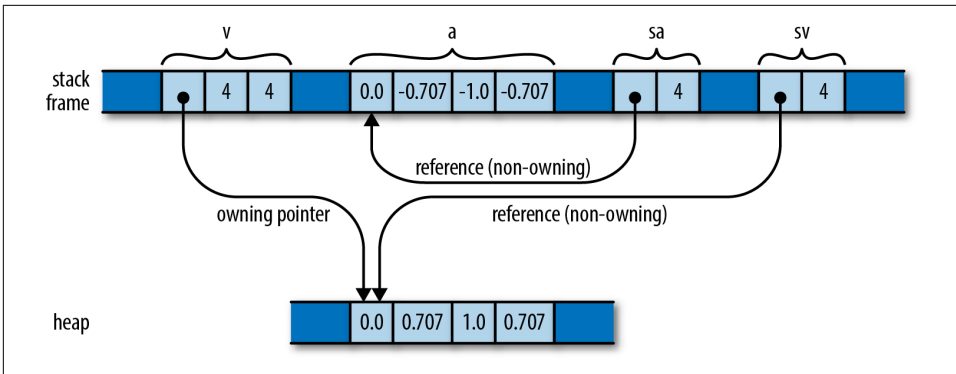 v a sa sv
stack frame
4 4 0.0 -0.707 -1.0 -0.707 4 4
reference (non-owning)
owning pointer reference (non-owning)
heap 0.0 0.707 1.0 0.707